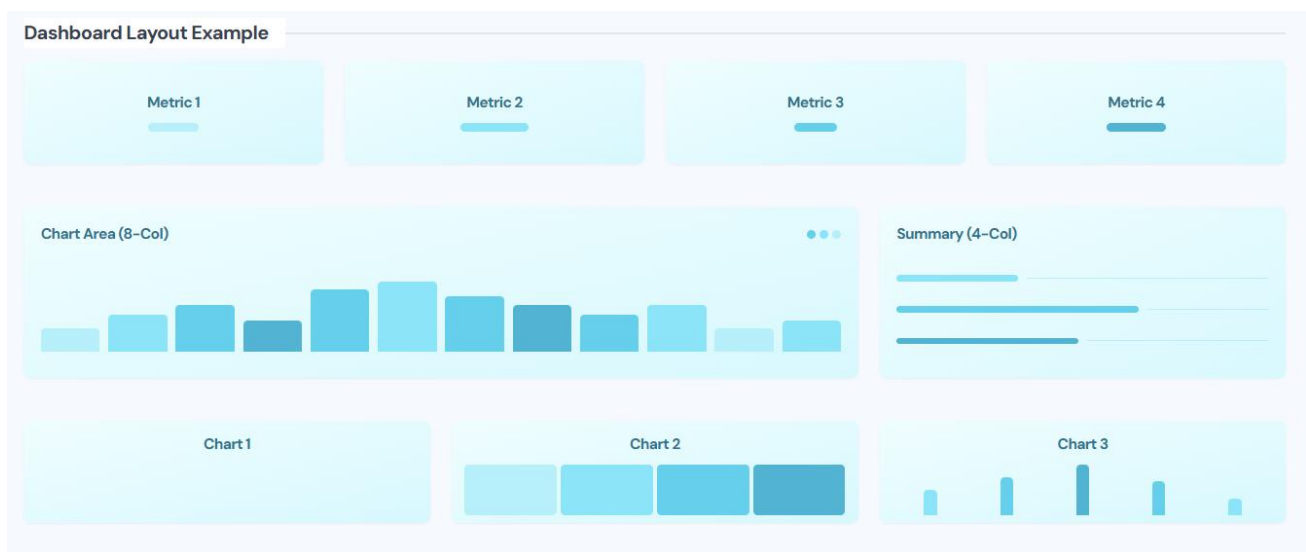 Dashboard Layout Example
Metric 1
Metric 2
Metric 3
Metric 4
Chart Area (8-Col)
Summary (4-Col)
Chart 1
Chart 2
Chart 3